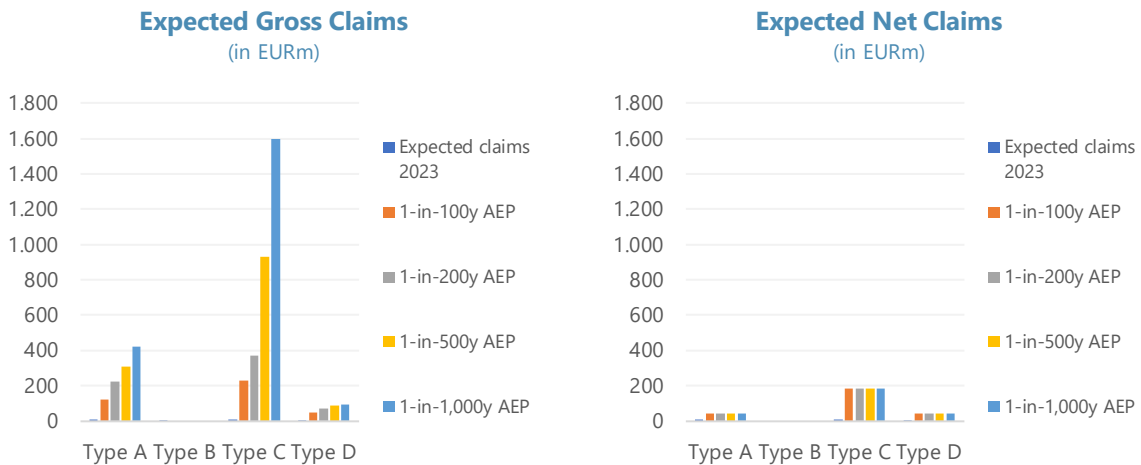 Expected Gross Claims
(in EURm)
1.800
1.600
1.400
1.200
1.000
800
600
400
200
0
Type A Type B Type C Type D
Expected claims
2023
1-in-100y AEP
1-in-200y AEP
1-in-500y AEP
1-in-1,000y AEP
Expected Net Claims
(in EURm)
1.800
1.600
1.400
1.200
1.000
800
600
400
200
0
Type A Type B Type C Type D
Expected claims
2023
1-in-100y AEP
1-in-200y AEP
1-in-500y AEP
1-in-1,000y AEP